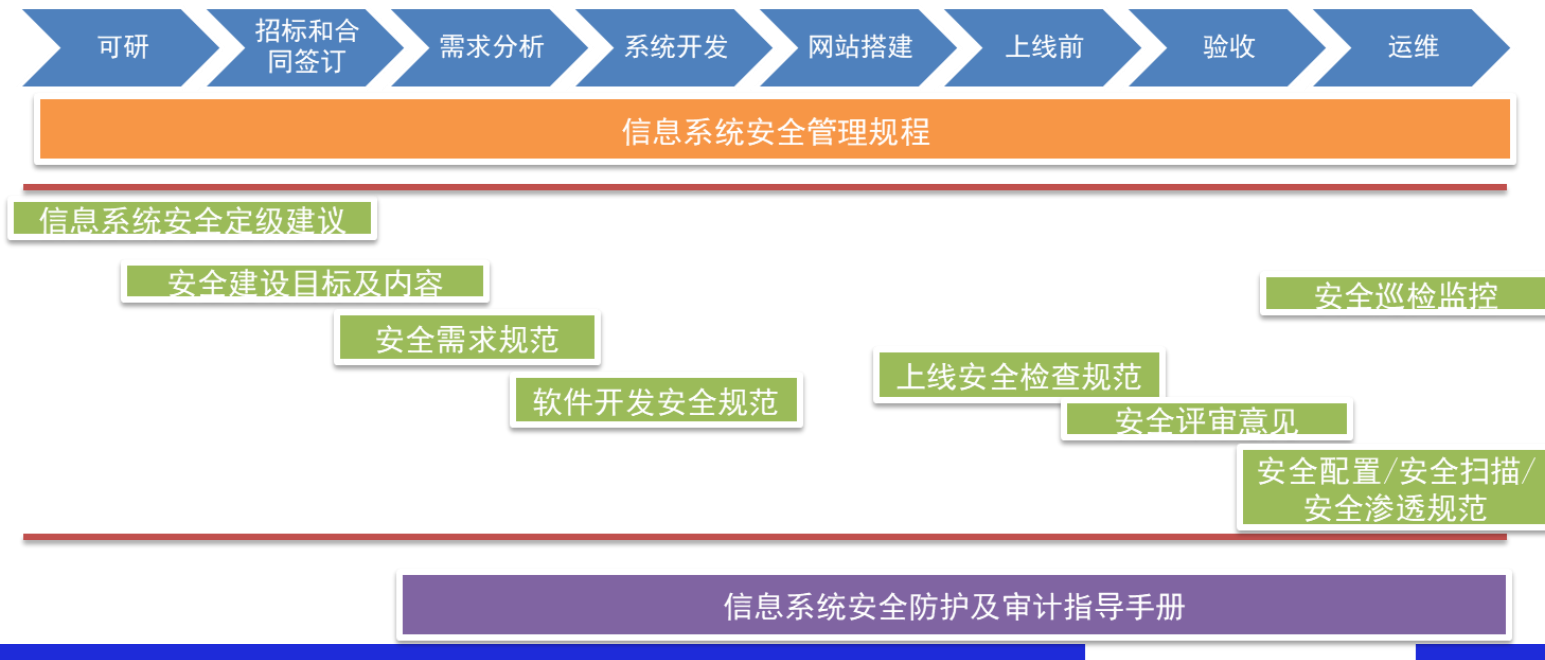 可研
招标和合
同签订
需求分析
系统开发
网站搭建
上线前
验收
运维
信息系统安全管理规程
信息系统安全定级建议
安全建设目标及内容
安全巡检监控
安全需求规范
上线安全检查规范
软件开发安全规范
安全评审意见
安全配置/安全扫描/
安全渗透规范
信息系统安全防护及审计指导手册